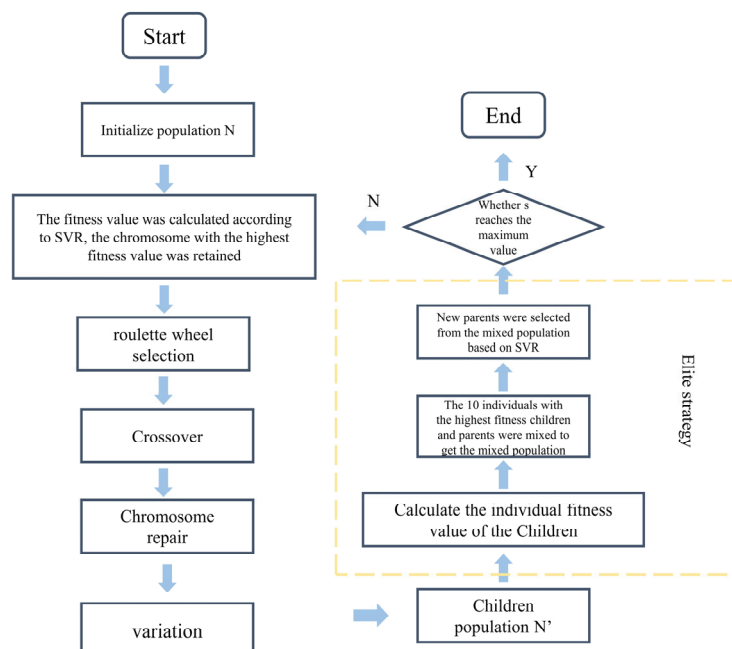 Start
Initialize population N
The fitness value was calculated according
to SVR, the chromosome with the highest
fitness value was retained
roulette wheel
selection
Crossover
Chromosome
repair
variation
Children
population N’
Calculate the individual fitness
value of the Children
The 10 individuals with
the highest fitness children
and parents were mixed to
get the mixed population
New parents were selected
from the mixed population
based on SVR
Elite strategy
Whether s
reaches the
maximum
value
N
Y
End